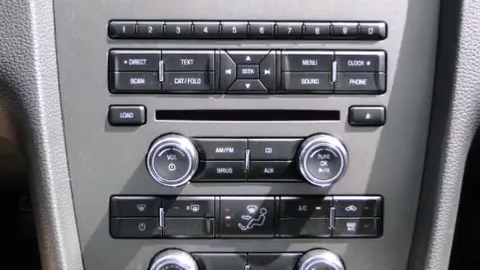 1 2 3 4 5 6 7 8 9 0
* DIRECT TEXT MENU CLOCK #
SEEK
SCAN CAT/FOLD SOUND PHONE
LOAD
VOL AM/FM CD TUNE
SIRIUS AUX
A/C